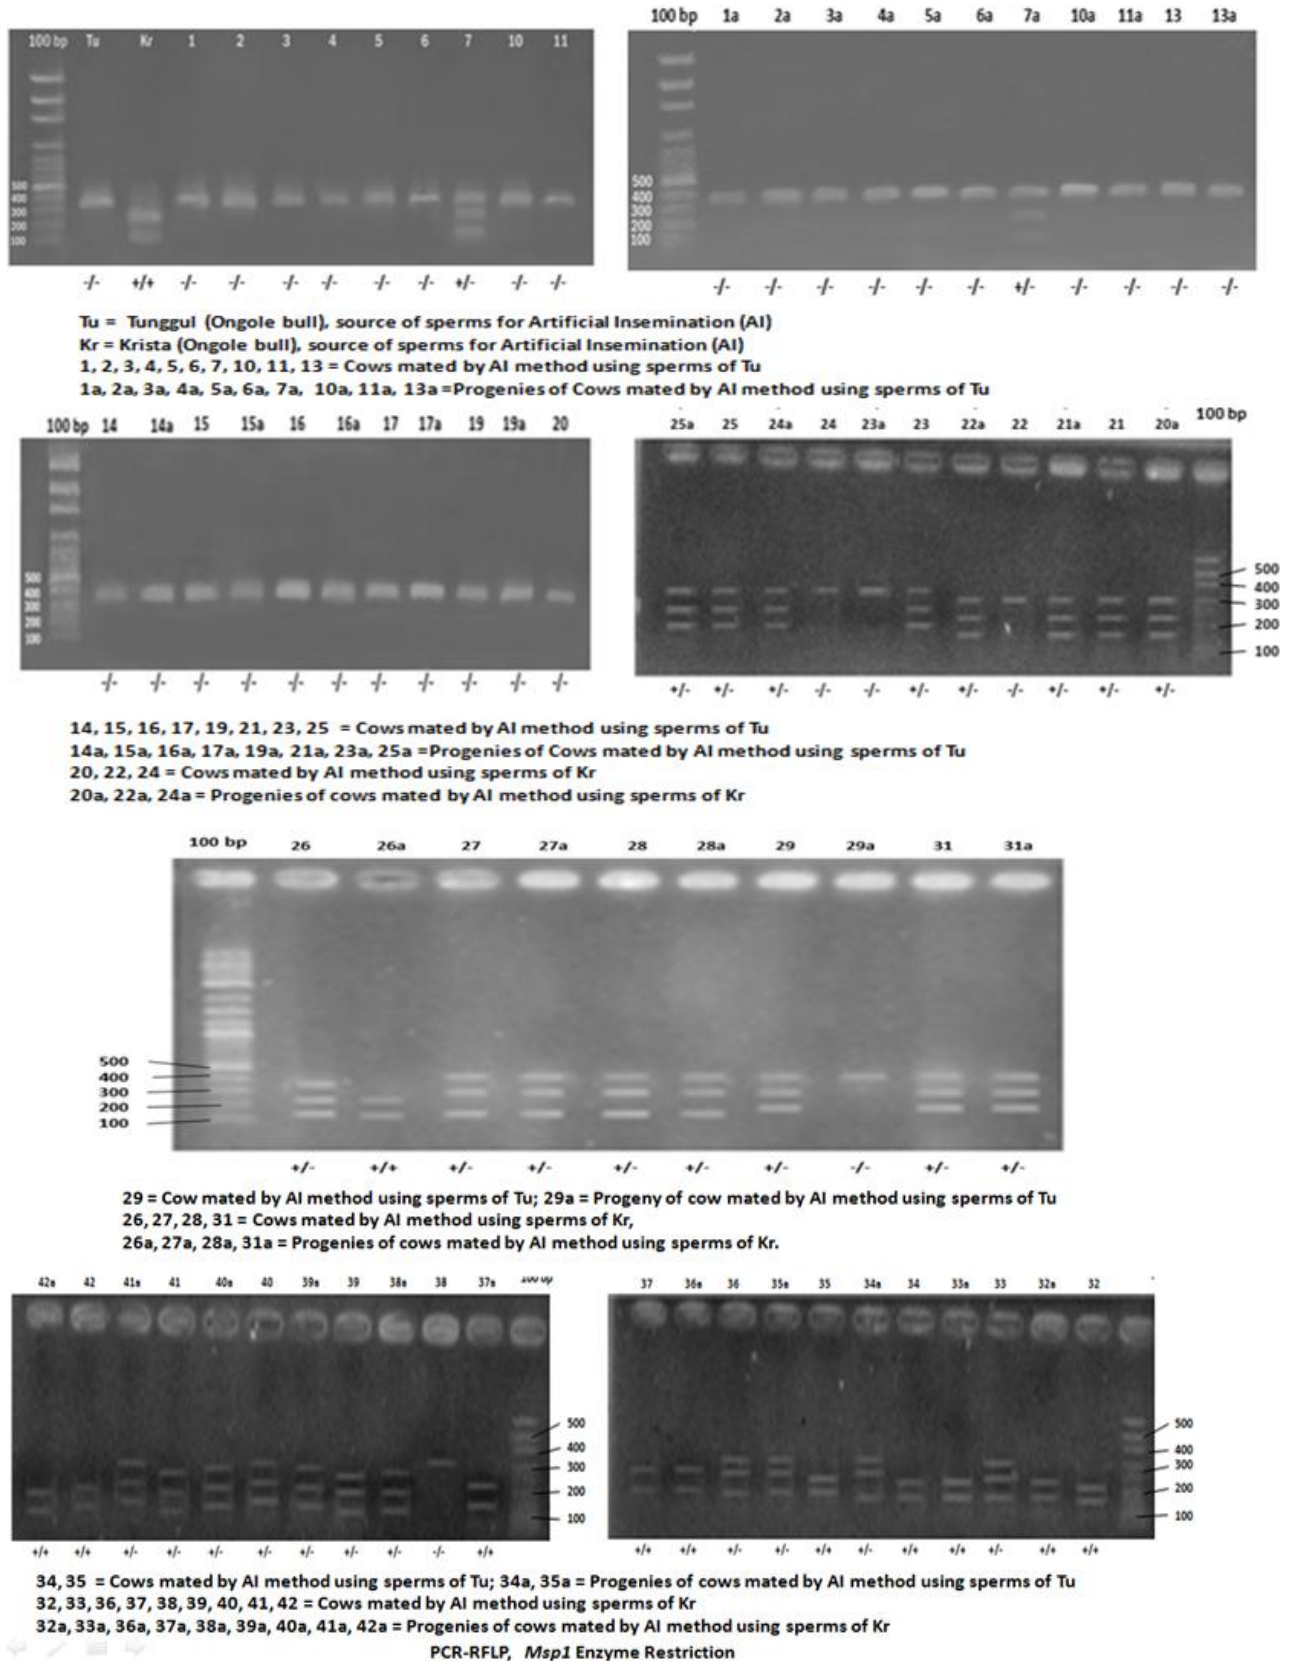 100 bp Tu Kr 1 2 3 4 5 6 7 10 11
500
400
300
200
100
-/- +/+ -/- -/- -/- -/- -/- -/- +/- -/- -/-
100 bp 1a 2a 3a 4a 5a 6a 7a 10a 11a 13 13a
500
400
300
200
100
-/- -/- -/- -/- -/- -/- +/- -/- -/- -/- -/-
Tu = Tunggul (Ongole bull), source of sperms for Artificial Insemination (AI)
Kr = Krista (Ongole bull), source of sperms for Artificial Insemination (AI)
1, 2, 3, 4, 5, 6, 7, 10, 11, 13 = Cows mated by AI method using sperms of Tu
1a, 2a, 3a, 4a, 5a, 6a, 7a, 10a, 11a, 13a =Progenies of Cows mated by AI method using sperms of Tu
100 bp 14 14a 15 15a 16 16a 17 17a 19 19a 20
500
400
300
200
100
-/- -/- -/- -/- -/- -/- -/- -/- -/- -/- -/-
25a 25 24a 24 23a 23 22a 22 21a 21 20a 100 bp
500
400
300
200
100
+/- +/- +/- -/- -/- +/- +/- -/- +/- +/- +/-
14, 15, 16, 17, 19, 21, 23, 25 = Cows mated by AI method using sperms of Tu
14a, 15a, 16a, 17a, 19a, 21a, 23a, 25a =Progenies of Cows mated by AI method using sperms of Tu
20, 22, 24 = Cows mated by AI method using sperms of Kr
20a, 22a, 24a = Progenies of cows mated by AI method using sperms of Kr
100 bp 26 26a 27 27a 28 28a 29 29a 31 31a
500
400
300
200
100
+/- +/+ +/- +/- +/- +/- +/- -/- +/- +/-
29 = Cow mated by AI method using sperms of Tu; 29a = Progeny of cow mated by AI method using sperms of Tu
26, 27, 28, 31 = Cows mated by AI method using sperms of Kr,
26a, 27a, 28a, 31a = Progenies of cows mated by AI method using sperms of Kr.
42a 42 41a 41 40a 40 39a 39 38a 38 37a
500
400
300
200
100
+/+ +/+ +/- +/- +/- +/- +/- +/- +/- -/- +/+
37 36a 36 35a 35 34a 34 33a 33 32a 32
500
400
300
200
100
+/+ +/+ +/- +/- +/+ +/- +/+ +/+ +/- +/+ +/+
34, 35 = Cows mated by AI method using sperms of Tu; 34a, 35a = Progenies of cows mated by AI method using sperms of Tu
32, 33, 36, 37, 38, 39, 40, 41, 42 = Cows mated by AI method using sperms of Kr
32a, 33a, 36a, 37a, 38a, 39a, 40a, 41a, 42a = Progenies of cows mated by AI method using sperms of Kr
PCR-RFLP, Msp1 Enzyme Restriction